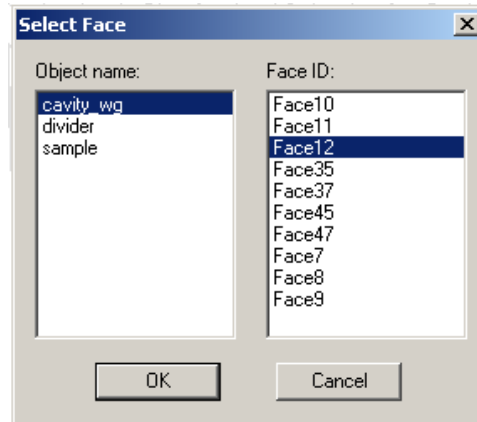 Select Face
Object name:
cavity_wg
divider
sample
Face ID:
Face10
Face11
Face12
Face35
Face37
Face45
Face47
Face7
Face8
Face9
OK
Cancel